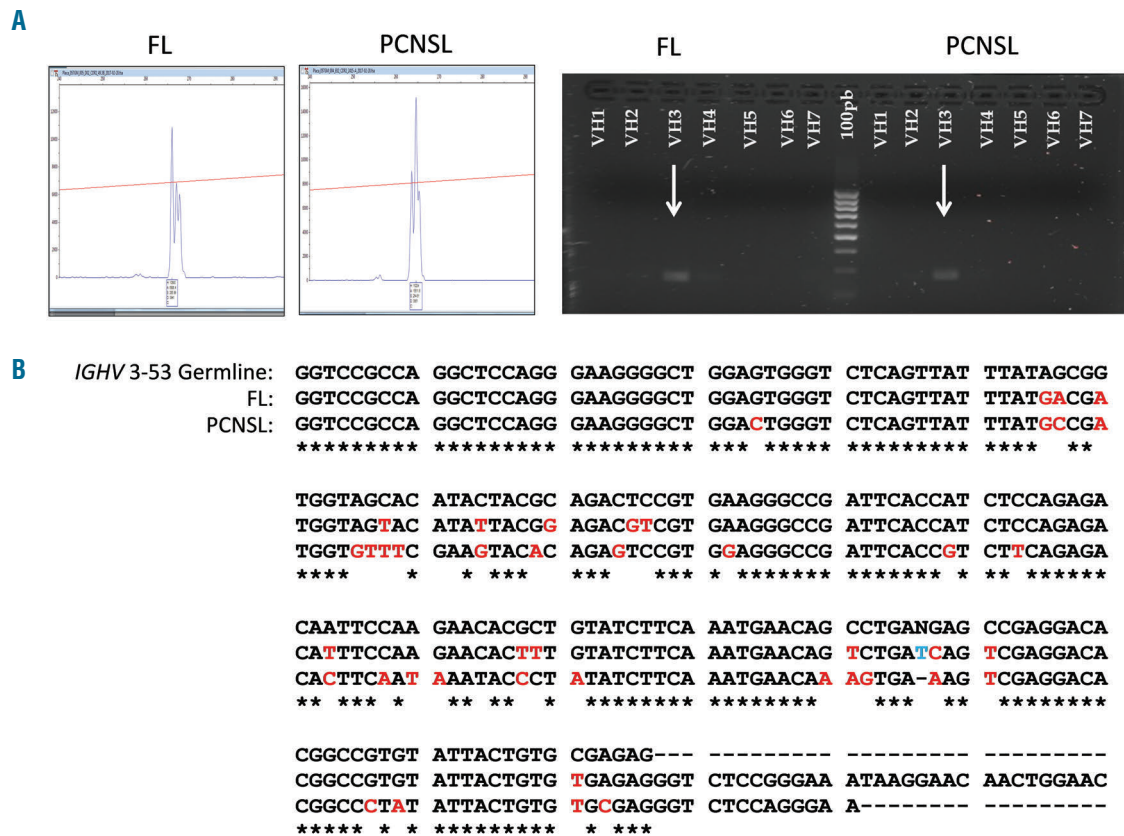 A
FL
PCNSL
FL
PCNSL
VH1 VH2 VH3 VH4 VH5 VH6 VH7 100pb VH1 VH2 VH3 VH4 VH5 VH6 VH7
B
IGHV 3-53 Germline: GGTCCGCCA GGCTCCAGG GAAGGGGCT GGAGTGGGT CTCAGTTAT TTATAGCGG
FL: GGTCCGCCA GGCTCCAGG GAAGGGGCT GGAGTGGGT CTCAGTTAT TTATGACGA
PCNSL: GGTCCGCCA GGCTCCAGG GAAGGGGCT GGACTGGGT CTCAGTTAT TTATGCCGA
********* ********* ********* *** ***** ********* **** **
TGGTAGCAC ATACTACGC AGACTCCGT GAAGGGCCG ATTCACCAT CTCCAGAGA
TGGTAGTAC ATATTACGG AGACGTCGT GAAGGGCCG ATTCACCAT CTCCAGAGA
TGGTGTTTC GAAGTACAC AGAGTCCGT GGAGGGCCG ATTCACCGT CTTCAGAGA
**** * * *** *** *** * ******* ******* * ** ******
CAATTCCAA GAACACGCT GTATCTTCA AATGAACAG CCTGANGAG CCGAGGACA
CATTTCCAA GAACACTTT GTATCTTCA AATGAACAG TCTGATCAG TCGAGGACA
CACTTCAAT AAATACCCT ATATCTTCA AATGAACAA AGTGA-AAG TCGAGGACA
** *** * ** ** * ******** ******** *** ** ********
CGGCCGTGT ATTACTGTG CGAGAG--- --------- --------- ---------
CGGCCGTGT ATTACTGTG TGAGAGGGT CTCCGGGAA ATAAGGAAC AACTGGAAC
CGGCCCTAT ATTACTGTG TGCGAGGGT CTCCAGGGAA A-------- ---------
***** * * ********* * ***